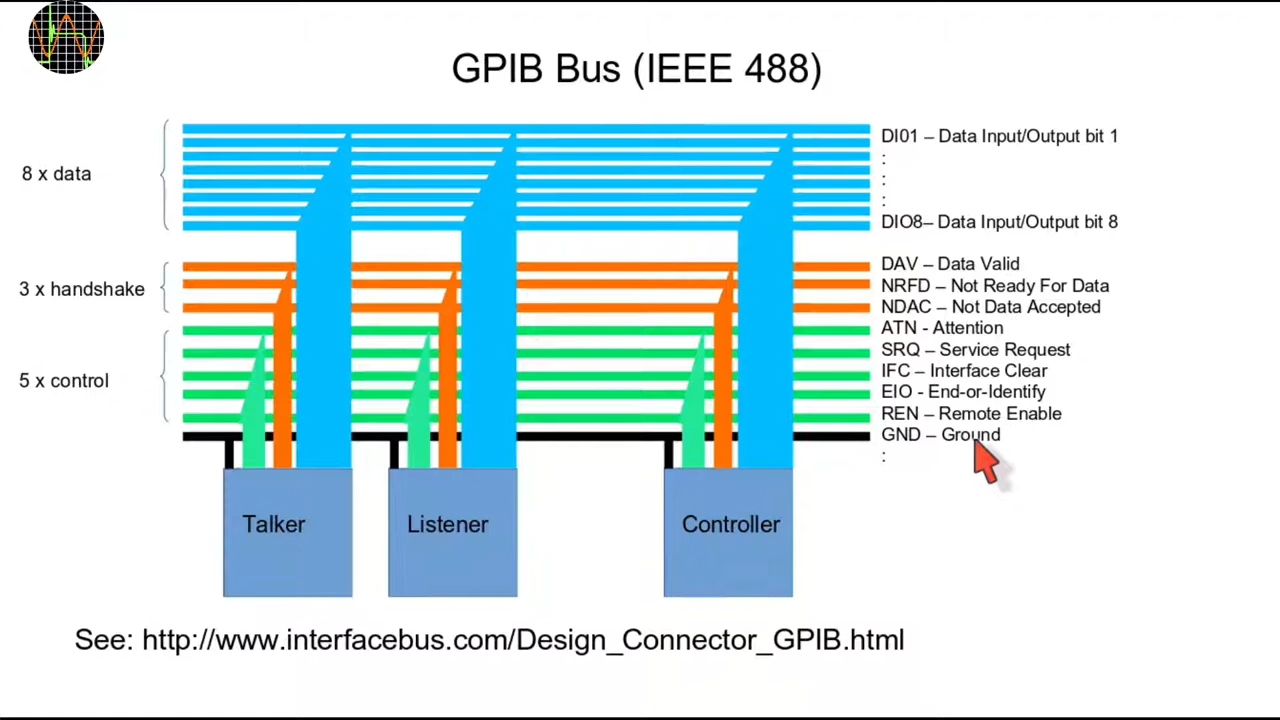 GPIB Bus (IEEE 488)
8 x data
3 x handshake
5 x control
DI01 – Data Input/Output bit 1
:
:
:
DIO8– Data Input/Output bit 8
DAV – Data Valid
NRFD – Not Ready For Data
NDAC – Not Data Accepted
ATN - Attention
SRQ – Service Request
IFC – Interface Clear
EIO - End-or-Identify
REN – Remote Enable
GND – Ground
:
Talker
Listener
Controller
See: http://www.interfacebus.com/Design_Connector_GPIB.html